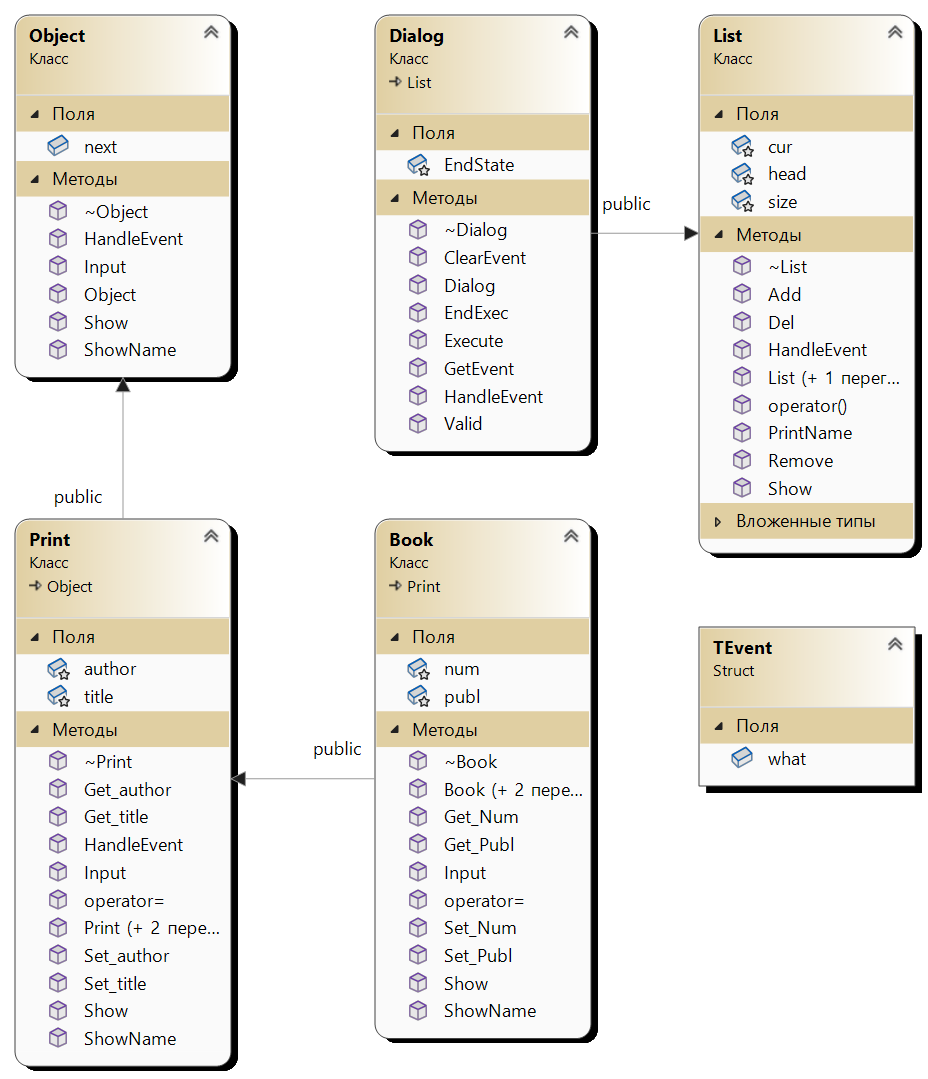 Object
Класс
Поля
next
Методы
~Object
HandleEvent
Input
Object
Show
ShowName
Dialog
Класс
List
Поля
EndState
Методы
~Dialog
ClearEvent
Dialog
EndExec
Execute
GetEvent
HandleEvent
Valid
public
List
Класс
Поля
cur
head
size
Методы
~List
Add
Del
HandleEvent
List (+ 1 перег...
operator()
PrintName
Remove
Show
Вложенные типы
public
Print
Класс
Object
Поля
author
title
Методы
~Print
Get_author
Get_title
HandleEvent
Input
operator=
Print (+ 2 пере...
Set_author
Set_title
Show
ShowName
public
Book
Класс
Print
Поля
num
publ
Методы
~Book
Book (+ 2 пере...
Get_Num
Get_Publ
Input
operator=
Set_Num
Set_Publ
Show
ShowName
TEvent
Struct
Поля
what